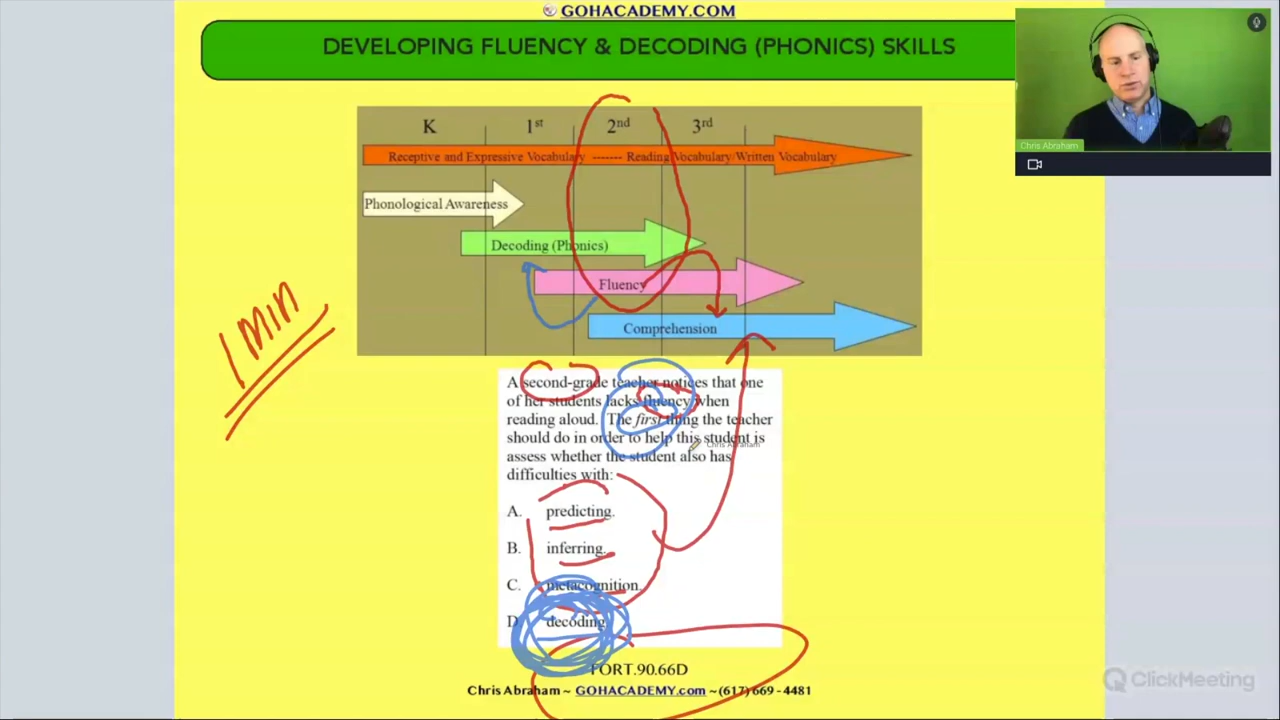 GOHACADEMY.COM
DEVELOPING FLUENCY & DECODING (PHONICS) SKILLS
Chris Abraham
K 1st 2nd 3rd
Receptive and Expressive Vocabulary ------- Reading Vocabulary/Written Vocabulary
Phonological Awareness
Decoding (Phonics)
Fluency
Comprehension
1 MIN
A second-grade teacher notices that one
of her students lacks fluency when
reading aloud. The first thing the teacher
should do in order to help this student is
Chris Abraham
assess whether the student also has
difficulties with:
A. predicting.
B. inferring.
C. metacognition.
D. decoding.
FORT.90.66D
Chris Abraham ~ GOHACADEMY.com ~(617) 669 - 4481
ClickMeeting